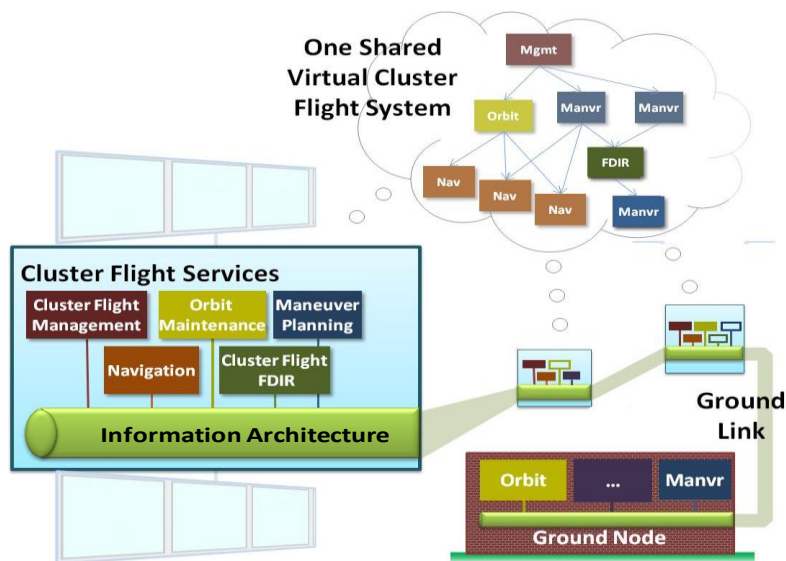 One Shared
Virtual Cluster
Flight System
Mgmt
Orbit
Manvr
Manvr
FDIR
Nav
Nav
Nav
Manvr
Cluster Flight Services
Cluster Flight
Management
Orbit
Maintenance
Maneuver
Planning
Navigation
Cluster Flight
FDIR
Information Architecture
Ground
Link
Orbit
...
Manvr
Ground Node